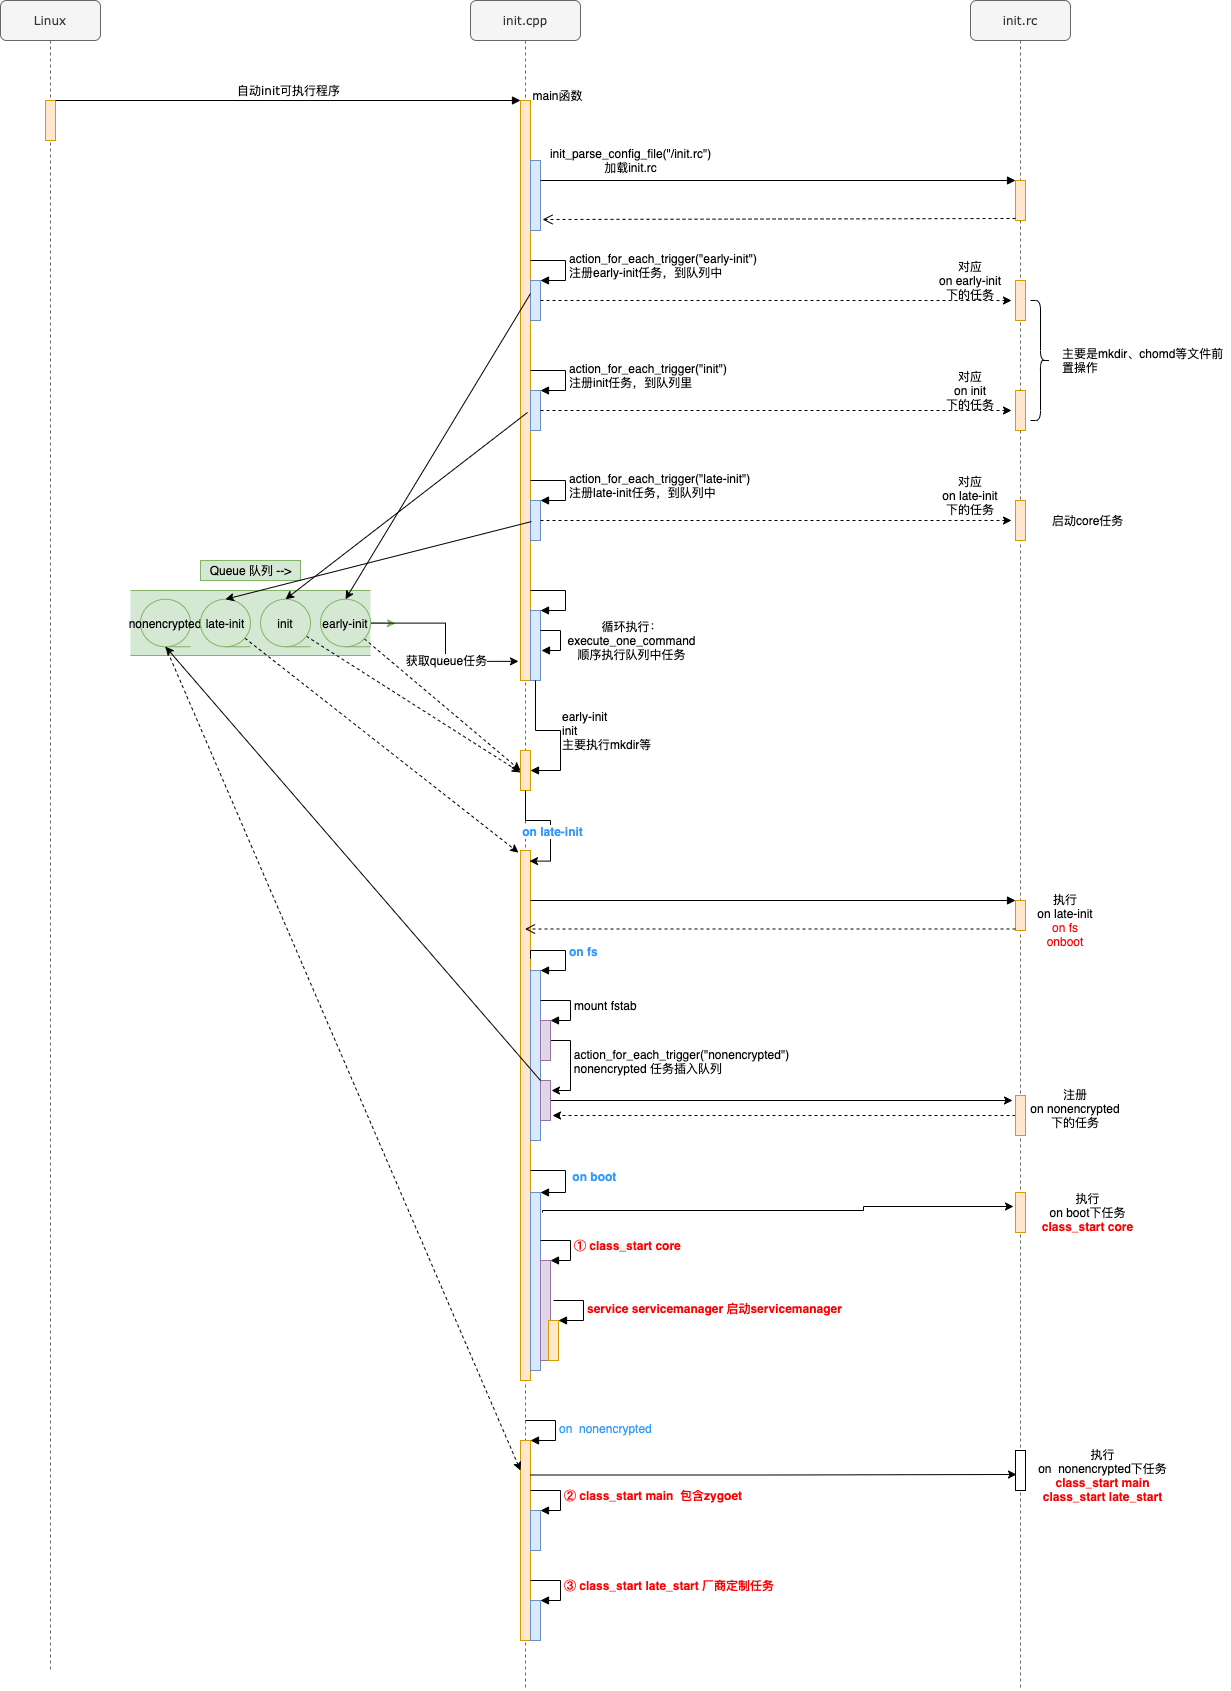 Linux
init.cpp
init.rc
自动init可执行程序
main函数
init_parse_config_file("/init.rc")
加载init.rc
action_for_each_trigger("early-init")
注册early-init任务，到队列中
对应
on early-init
下的任务
主要是mkdir、chomd等文件前
置操作
action_for_each_trigger("init")
注册init任务，到队列里
对应
on init
下的任务
action_for_each_trigger("late-init")
注册late-init任务，到队列中
对应
on late-init
下的任务
启动core任务
Queue 队列 -->
nonencrypted
late-init
init
early-init
获取queue任务
循环执行：
execute_one_command
顺序执行队列中任务
early-init
init
主要执行mkdir等
on late-init
执行
on late-init
on fs
onboot
on fs
mount fstab
action_for_each_trigger("nonencrypted")
nonencrypted 任务插入队列
注册
on nonencrypted
下的任务
on boot
执行
on boot下任务
class_start core
① class_start core
service servicemanager 启动servicemanager
on  nonencrypted
执行
on  nonencrypted下任务
class_start main
class_start late_start
② class_start main  包含zygoet
③ class_start late_start 厂商定制任务